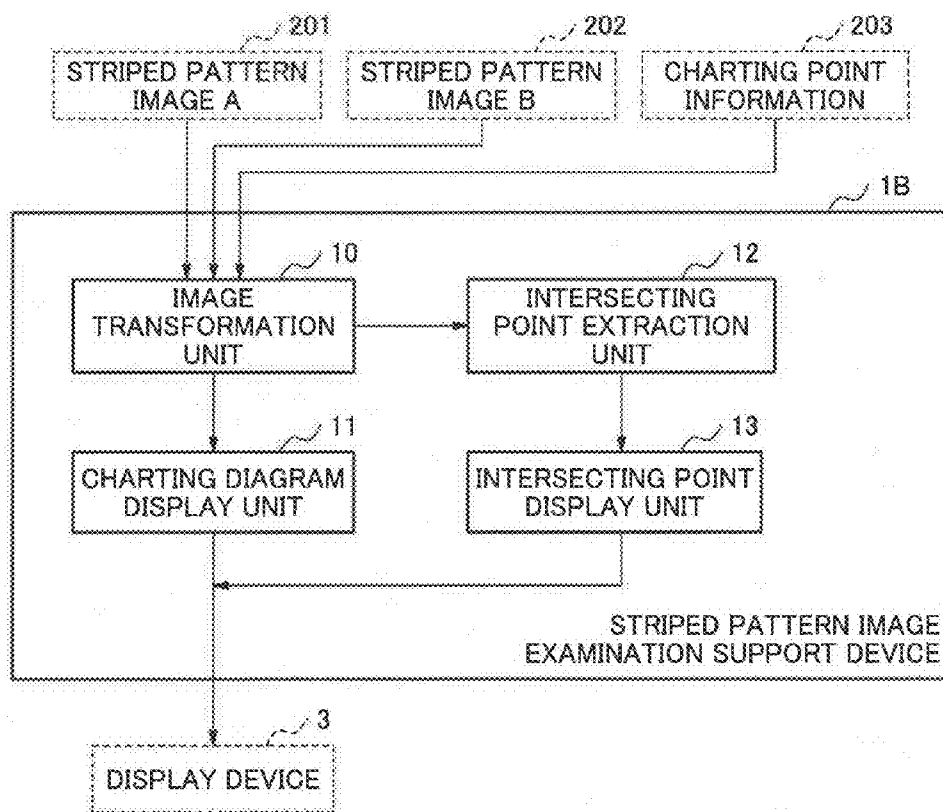 201
STRIPED PATTERN
IMAGE A
202
STRIPED PATTERN
IMAGE B
203
CHARTING POINT
INFORMATION
1B
10
IMAGE
TRANSFORMATION
UNIT
12
INTERSECTING
POINT EXTRACTION
UNIT
11
CHARTING DIAGRAM
DISPLAY UNIT
13
INTERSECTING POINT
DISPLAY UNIT
STRIPED PATTERN IMAGE
EXAMINATION SUPPORT DEVICE
3
DISPLAY DEVICE